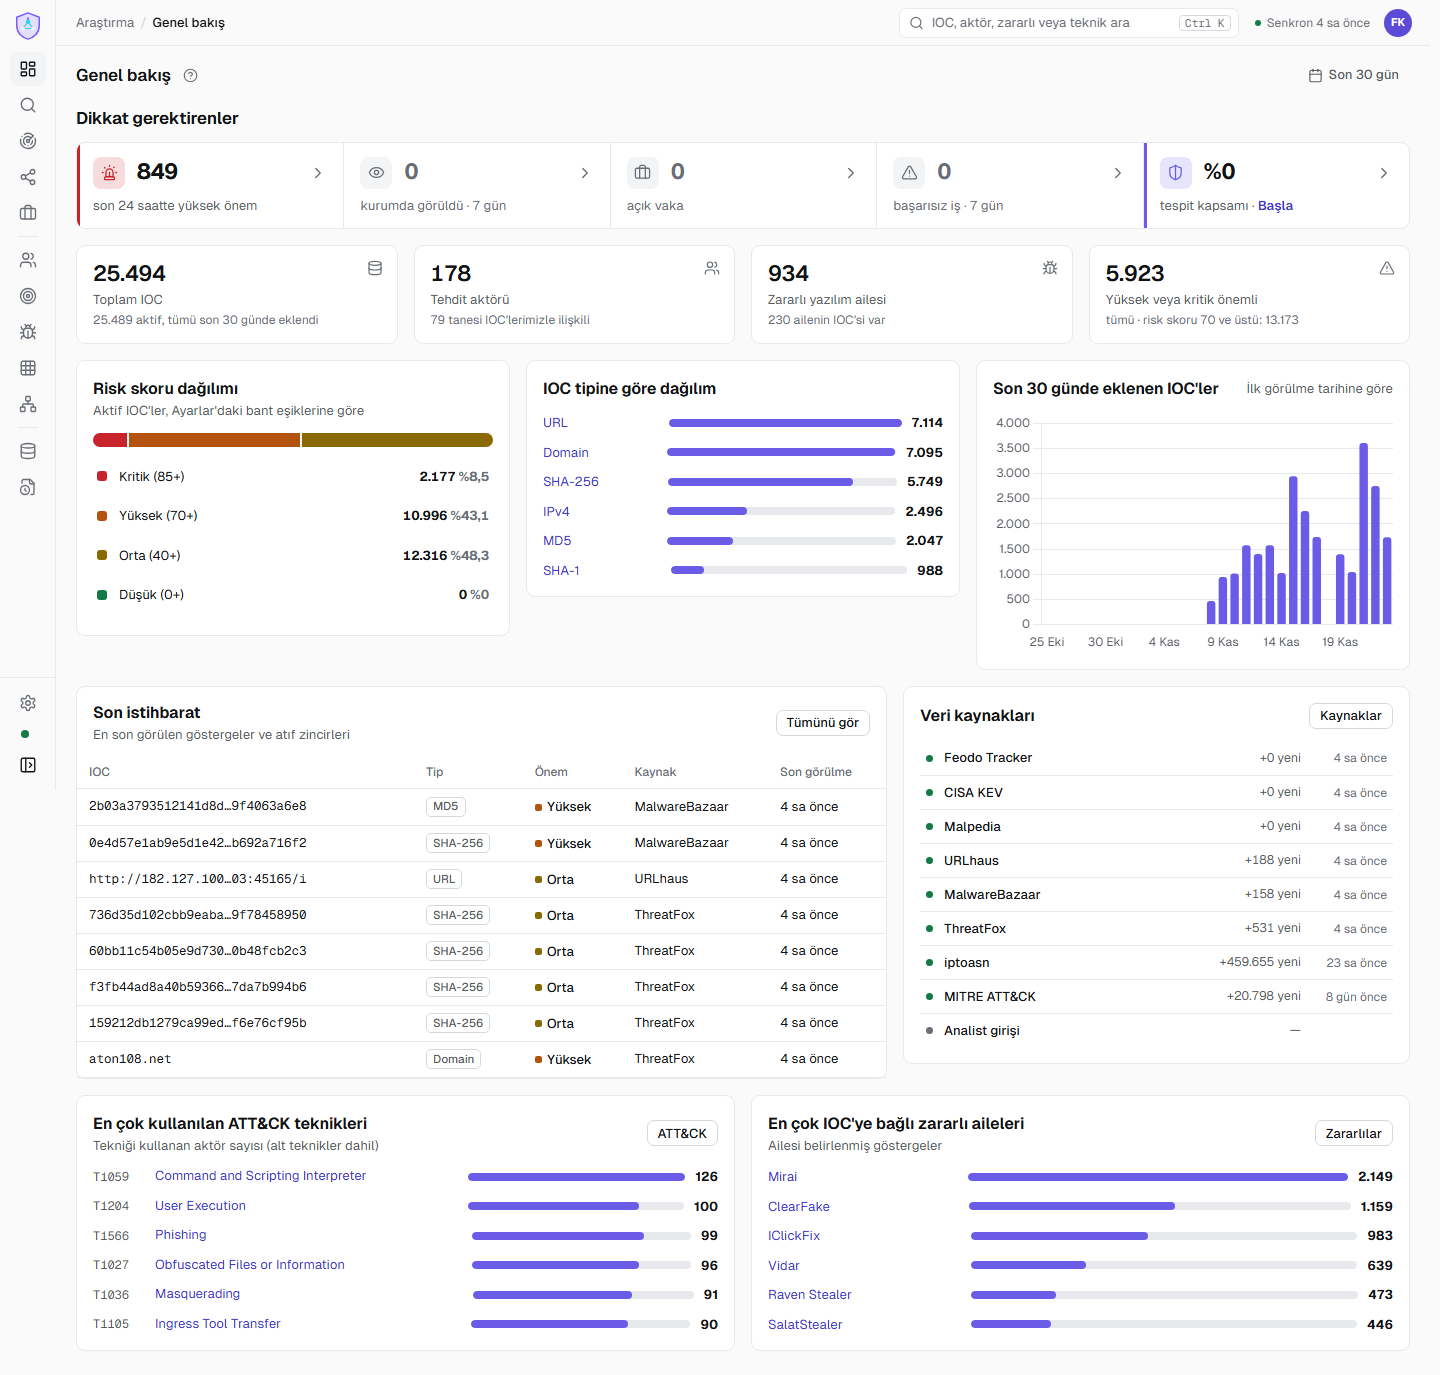 Araştırma / Genel bakış
IOC, aktör, zararlı veya teknik ara
Ctrl K
Senkron 4 sa önce
FK
Genel bakış
Son 30 gün
Dikkat gerektirenler
849
son 24 saatte yüksek önem
0
kurumda görüldü · 7 gün
0
açık vaka
0
başarısız iş · 7 gün
%0
tespit kapsamı · Başla
25.494
Toplam IOC
25.489 aktif, tümü son 30 günde eklendi
178
Tehdit aktörü
79 tanesi IOC'lerimizle ilişkili
934
Zararlı yazılım ailesi
230 ailenin IOC'si var
5.923
Yüksek veya kritik önemli
tümü · risk skoru 70 ve üstü: 13.173
Risk skoru dağılımı
Aktif IOC'ler, Ayarlar'daki bant eşiklerine göre
Kritik (85+) 2.177 %8,5
Yüksek (70+) 10.996 %43,1
Orta (40+) 12.316 %48,3
Düşük (0+) 0 %0
IOC tipine göre dağılım
URL 7.114
Domain 7.095
SHA-256 5.749
IPv4 2.496
MD5 2.047
SHA-1 988
Son 30 günde eklenen IOC'ler
İlk görülme tarihine göre
4.000
3.500
3.000
2.500
2.000
1.500
1.000
500
0
25 Eki 30 Eki 4 Kas 9 Kas 14 Kas 19 Kas
Son istihbarat
En son görülen göstergeler ve atıf zincirleri
Tümünü gör
IOC Tip Önem Kaynak Son görülme
2b03a3793512141d8d…9f4063a6e8 MD5 Yüksek MalwareBazaar 4 sa önce
0e4d57e1ab9e5d1e42…b692a716f2 SHA-256 Yüksek MalwareBazaar 4 sa önce
http://182.127.100…03:45165/i URL Orta URLhaus 4 sa önce
736d35d102cbb9eaba…9f78458950 SHA-256 Orta ThreatFox 4 sa önce
60bb11c54b05e9d730…0b48fcb2c3 SHA-256 Orta ThreatFox 4 sa önce
f3fb44ad8a40b59366…7da7b994b6 SHA-256 Orta ThreatFox 4 sa önce
159212db1279ca99ed…f6e76cf95b SHA-256 Orta ThreatFox 4 sa önce
aton108.net Domain Yüksek ThreatFox 4 sa önce
Veri kaynakları
Kaynaklar
Feodo Tracker +0 yeni 4 sa önce
CISA KEV +0 yeni 4 sa önce
Malpedia +0 yeni 4 sa önce
URLhaus +188 yeni 4 sa önce
MalwareBazaar +158 yeni 4 sa önce
ThreatFox +531 yeni 4 sa önce
iptoasn +459.655 yeni 23 sa önce
MITRE ATT&CK +20.798 yeni 8 gün önce
Analist girişi —
En çok kullanılan ATT&CK teknikleri
Tekniği kullanan aktör sayısı (alt teknikler dahil)
ATT&CK
T1059 Command and Scripting Interpreter 126
T1204 User Execution 100
T1566 Phishing 99
T1027 Obfuscated Files or Information 96
T1036 Masquerading 91
T1105 Ingress Tool Transfer 90
En çok IOC'ye bağlı zararlı aileleri
Ailesi belirlenmiş göstergeler
Zararlılar
Mirai 2.149
ClearFake 1.159
IClickFix 983
Vidar 639
Raven Stealer 473
SalatStealer 446